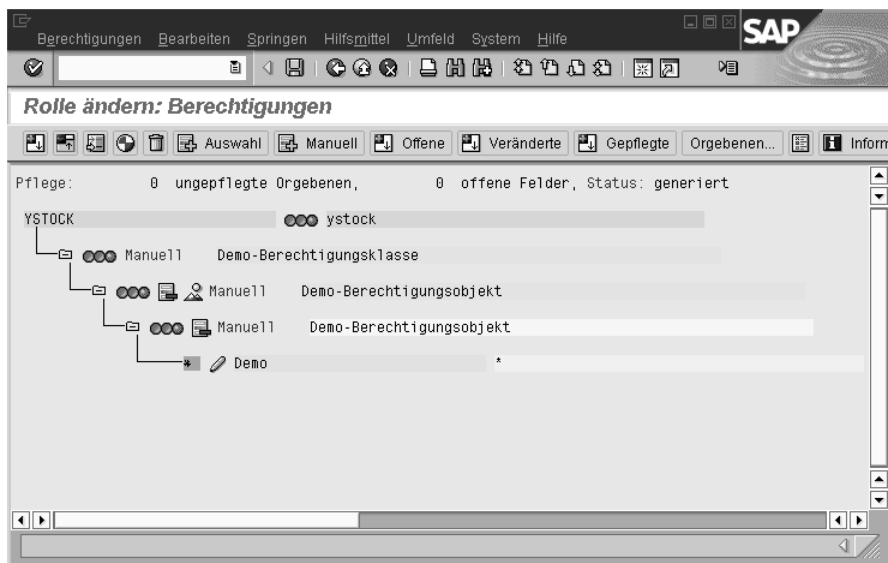 SAP
Berechtigungen Bearbeiten Springen Hilfsmittel Umfeld System Hilfe
Rolle ändern: Berechtigungen
Auswahl Manuell Offene Veränderte Gepflegte Orgebenen... Inform
Pflege: 0 ungepflegte Orgebenen, 0 offene Felder, Status: generiert
YSTOCK ystock
Manuell Demo-Berechtigungsklasse
Manuell Demo-Berechtigungsobjekt
Manuell Demo-Berechtigungsobjekt
Demo *